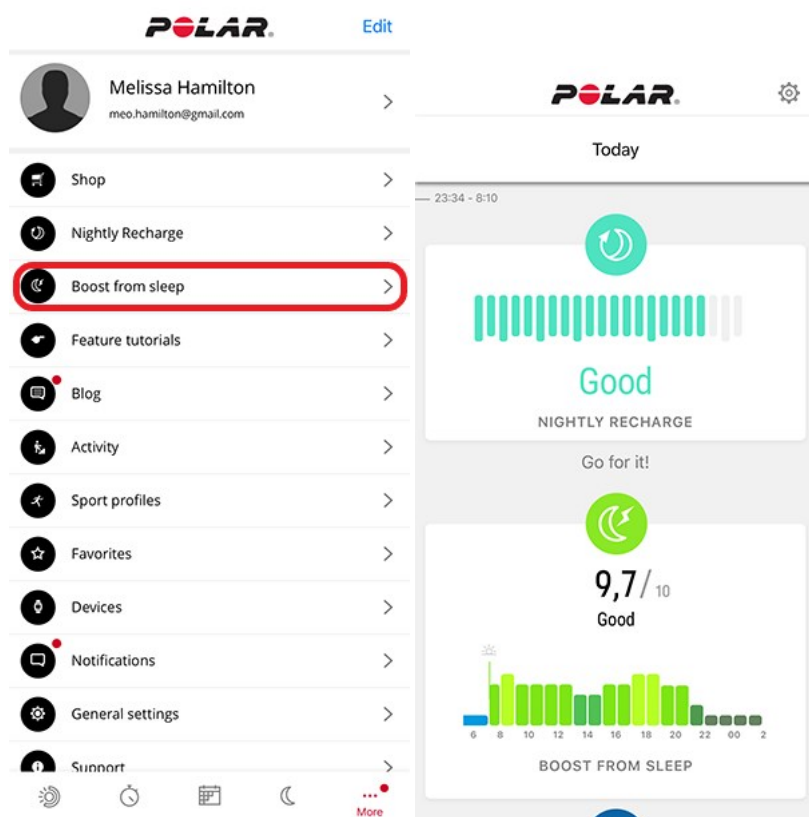 POLAR.
Edit
Melissa Hamilton
meo.hamilton@gmail.com
Shop
Nightly Recharge
Boost from sleep
Feature tutorials
Blog
Activity
Sport profiles
Favorites
Devices
Notifications
General settings
Support
More
POLAR.
Today
23:34 - 8:10
Good
NIGHTLY RECHARGE
Go for it!
9,7/ 10
Good
6 8 10 12 14 16 18 20 22 00 2
BOOST FROM SLEEP